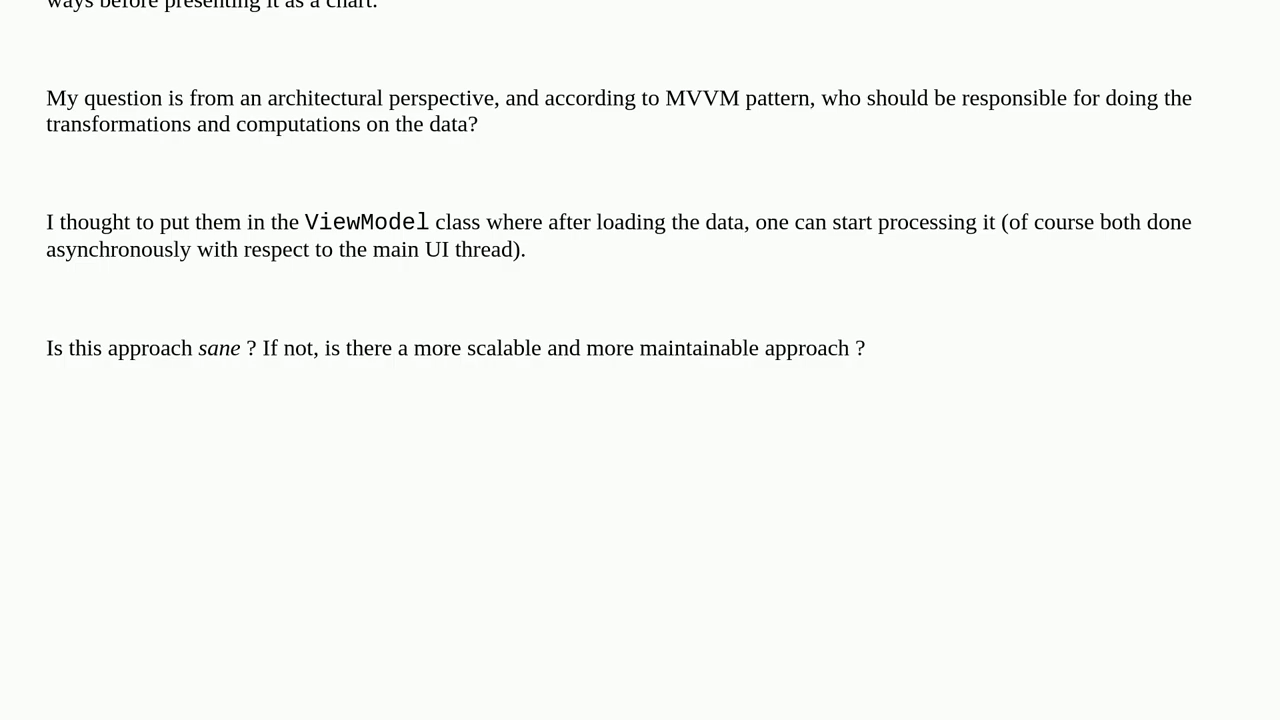 ways before presenting it as a chart.
My question is from an architectural perspective, and according to MVVM pattern, who should be responsible for doing the
transformations and computations on the data?
I thought to put them in the ViewModel class where after loading the data, one can start processing it (of course both done
asynchronously with respect to the main UI thread).
Is this approach sane ? If not, is there a more scalable and more maintainable approach ?